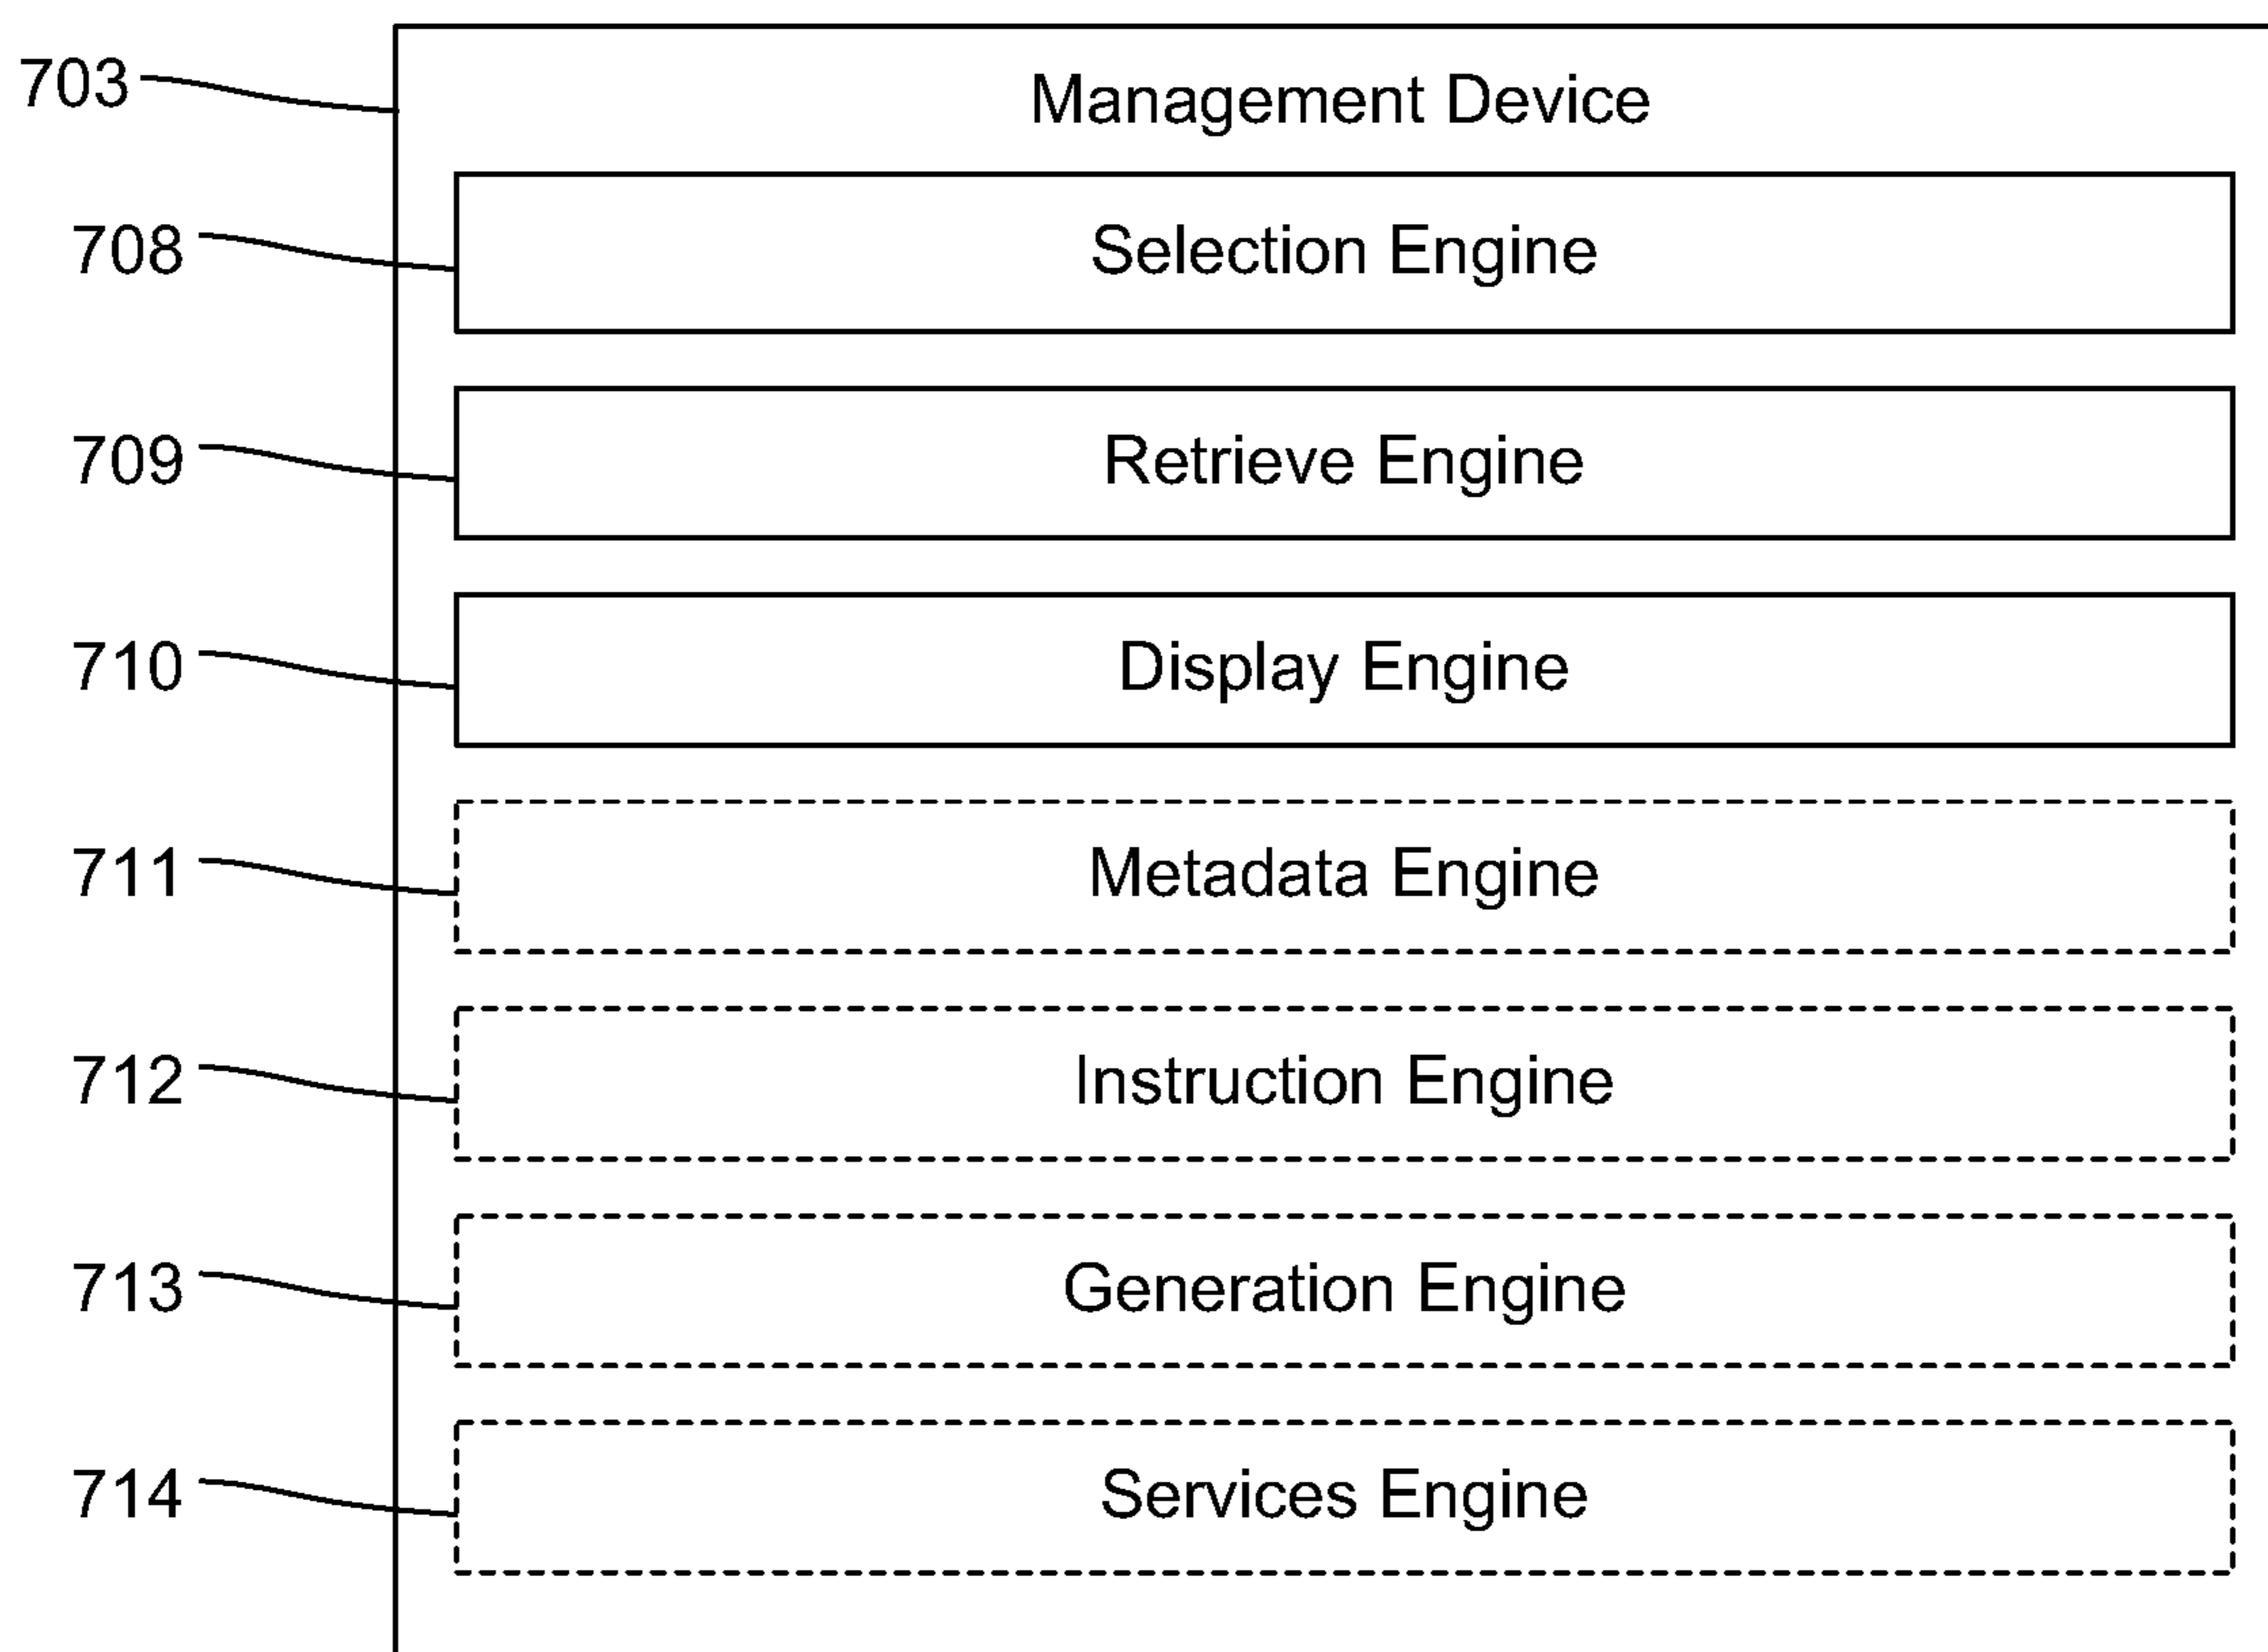 703 Management Device
708 Selection Engine
709 Retrieve Engine
710 Display Engine
711 Metadata Engine
712 Instruction Engine
713 Generation Engine
714 Services Engine